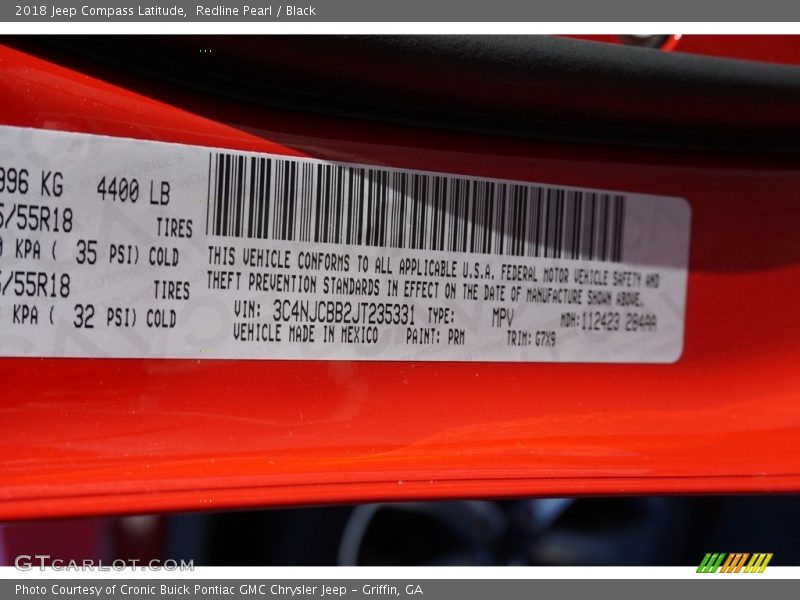 2018 Jeep Compass Latitude,  Redline Pearl / Black
996 KG 4400 LB
/55R18 TIRES
KPA ( 35 PSI) COLD
/55R18 TIRES
KPA ( 32 PSI) COLD
THIS VEHICLE CONFORMS TO ALL APPLICABLE U.S.A. FEDERAL MOTOR VEHICLE SAFETY AND
THEFT PREVENTION STANDARDS IN EFFECT ON THE DATE OF MANUFACTURE SHOWN ABOVE.
VIN: 3C4NJCBB2JT235331 TYPE: MPV MDH:112423 284AA
VEHICLE MADE IN MEXICO PAINT: PRM TRIM: G7X9
GTCARLOT.COM
Photo Courtesy of Cronic Buick Pontiac GMC Chrysler Jeep - Griffin, GA